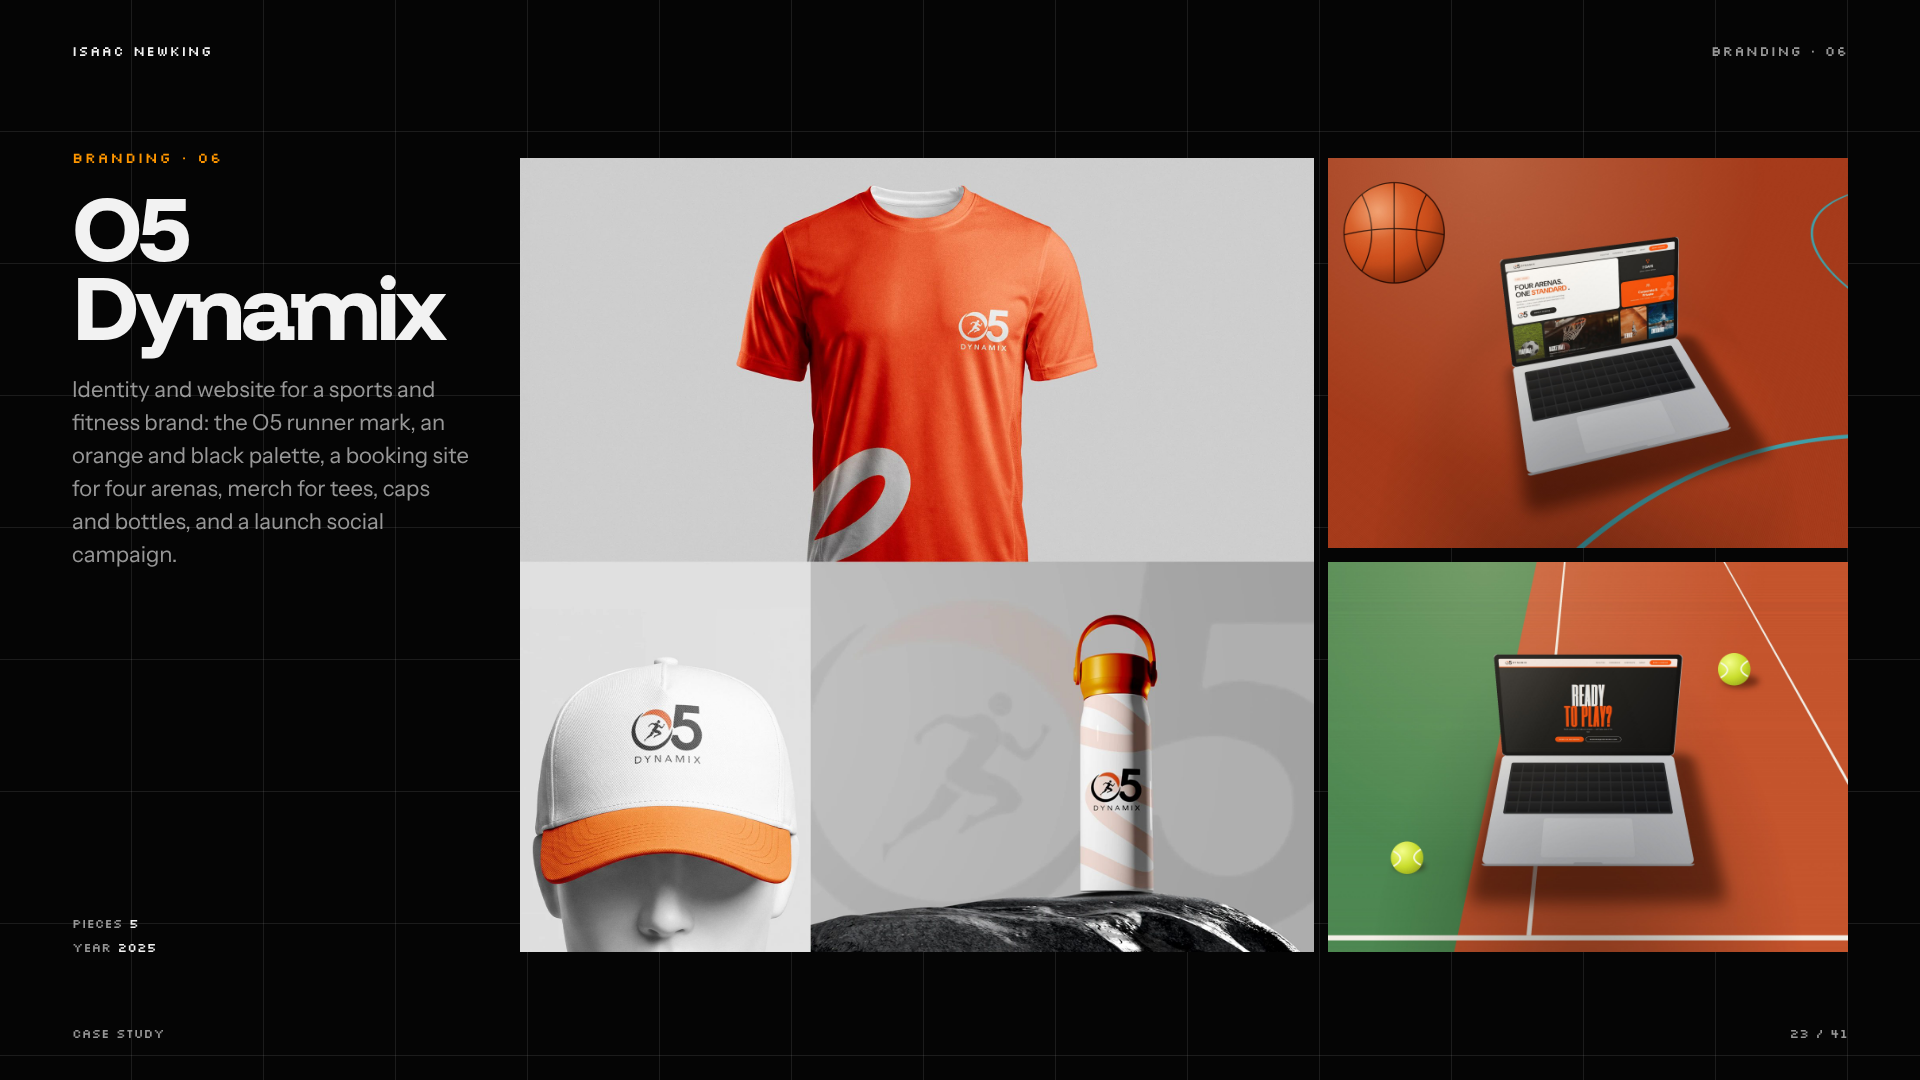 ISAAC NEWKING
BRANDING · 06
BRANDING · 06
O5
Dynamix
Identity and website for a sports and
fitness brand: the O5 runner mark, an
orange and black palette, a booking site
for four arenas, merch for tees, caps
and bottles, and a launch social
campaign.
PIECES 5
YEAR 2025
O5
DYNAMIX
O5
DYNAMIX
O5
DYNAMIX
FOUR ARENAS.
ONE STANDARD.
O5
READY
TO PLAY?
CASE STUDY
23 / 41